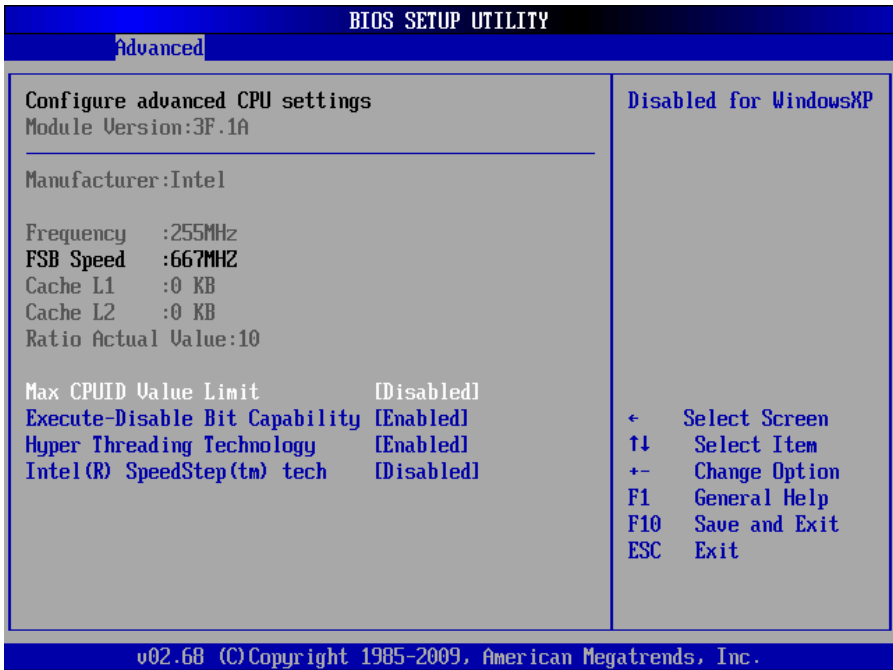 BIOS SETUP UTILITY
Advanced
Configure advanced CPU settings
Module Version:3F.1A
Manufacturer:Intel
Frequency :255MHz
FSB Speed :667MHZ
Cache L1 :0 KB
Cache L2 :0 KB
Ratio Actual Value:10
Max CPUID Value Limit [Disabled]
Execute-Disable Bit Capability [Enabled]
Hyper Threading Technology [Enabled]
Intel(R) SpeedStep(tm) tech [Disabled]
Disabled for WindowsXP
← Select Screen
↑↓ Select Item
+- Change Option
F1 General Help
F10 Save and Exit
ESC Exit
v02.68 (C)Copyright 1985-2009, American Megatrends, Inc.